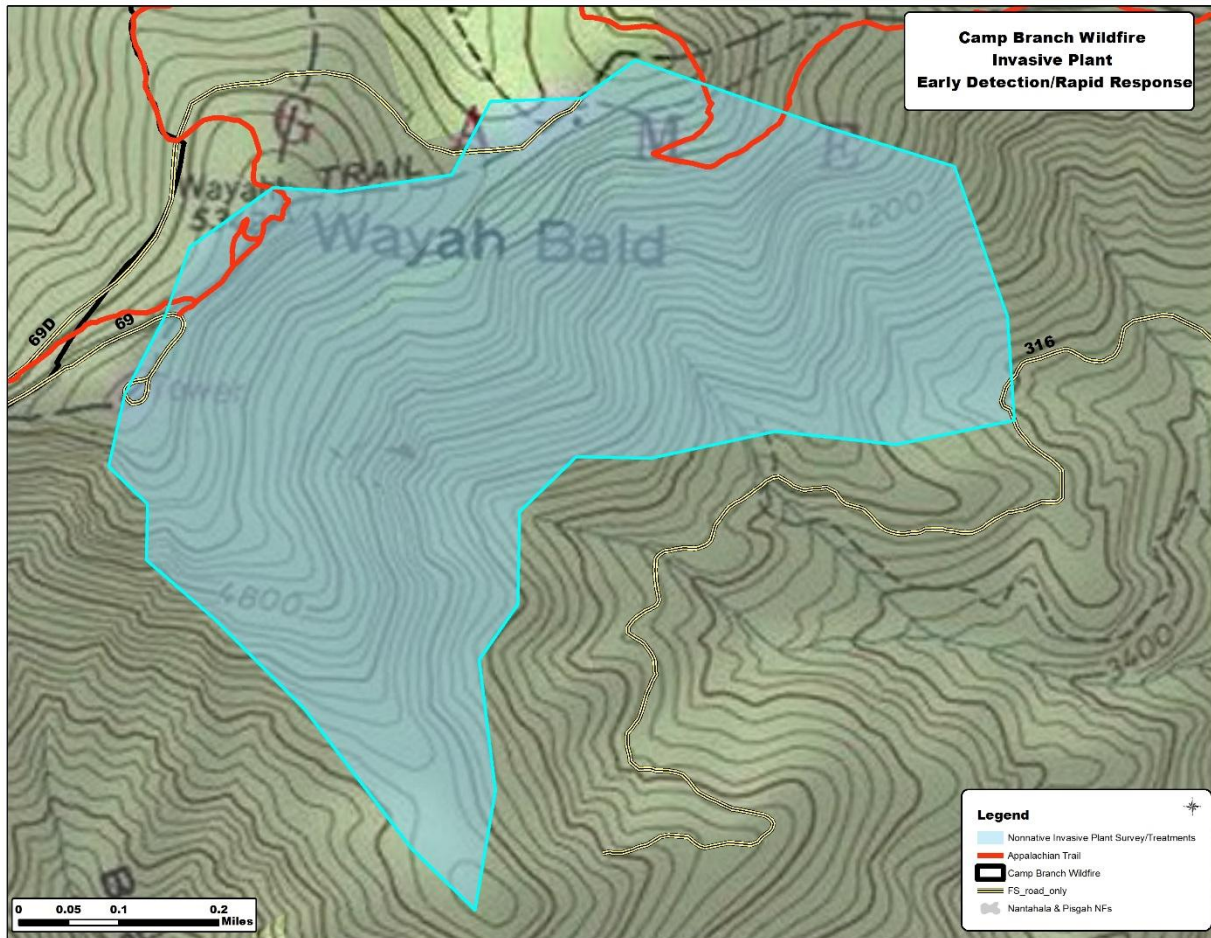 Camp Branch Wildfire
Invasive Plant
Early Detection/Rapid Response
G A M E
Wayah
TRAIL
Wayah Bald
4200
69D
69
316
Tower
4800
3400
B
Legend
Nonnative Invasive Plant Survey/Treatments
Appalachian Trail
Camp Branch Wildfire
FS_road_only
Nantahala & Pisgah NFs
0 0.05 0.1 0.2
Miles